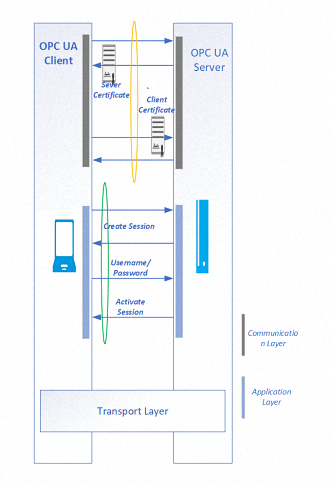 OPC UA
Client
OPC UA
Server
Sever
Certificate
Client
Certificate
Create Session
Username/
Password
Activate
Session
Communicatio
n Layer
Application
Layer
Transport Layer